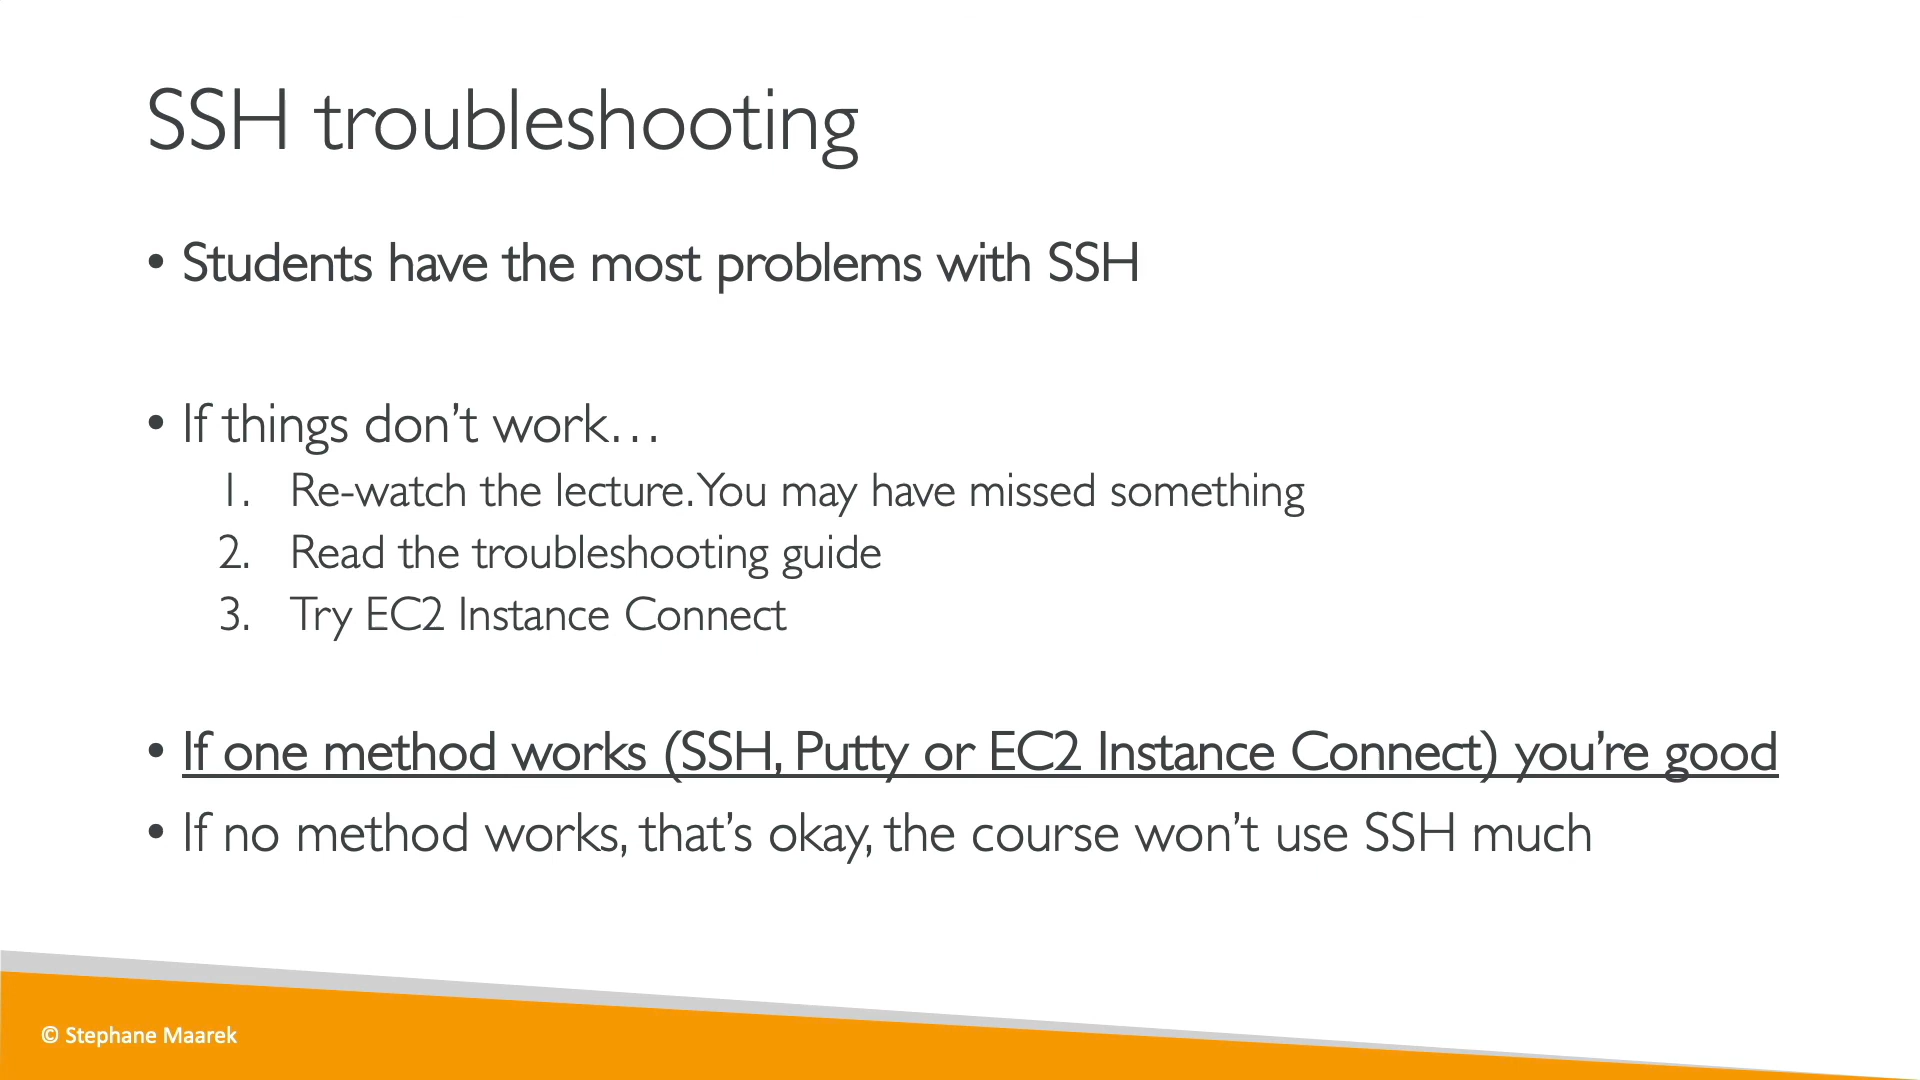 SSH troubleshooting
• Students have the most problems with SSH
• If things don’t work…
1. Re-watch the lecture. You may have missed something
2. Read the troubleshooting guide
3. Try EC2 Instance Connect
• If one method works (SSH, Putty or EC2 Instance Connect) you’re good
• If no method works, that’s okay, the course won’t use SSH much
© Stephane Maarek